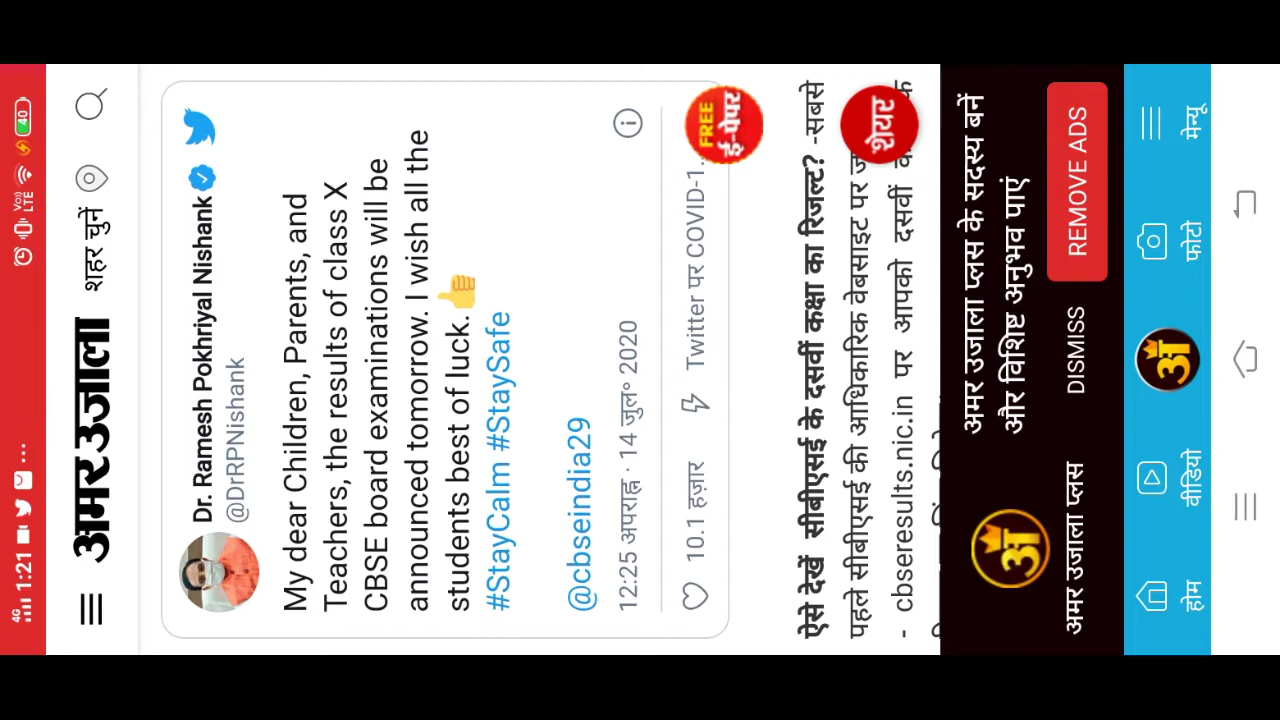 4G 1:21 ... Vo)) LTE 40
अमर उजाला शहर चुनें
Dr. Ramesh Pokhriyal Nishank
@DrRPNishank
My dear Children, Parents, and
Teachers, the results of class X
CBSE board examinations will be
announced tomorrow. I wish all the
students best of luck.👍
#StayCalm #StaySafe
@cbseindia29
12:25 अपराह्न · 14 जुल॰ 2020
10.1 हज़ार Twitter पर COVID-1..
FREE
ई-पेपर
ऐसे देखें सीबीएसई के दसवीं कक्षा का रिजल्ट? -सबसे
पहले सीबीएसई की आधिकारिक वेबसाइट पर
- cbseresults.nic.in पर आपको दसवीं
शेयर
अ
अमर उजाला प्लस
अमर उजाला प्लस के सदस्य बनें
और विशिष्ट अनुभव पाएं
DISMISS REMOVE ADS
होम वीडियो अ फोटो मेन्यू